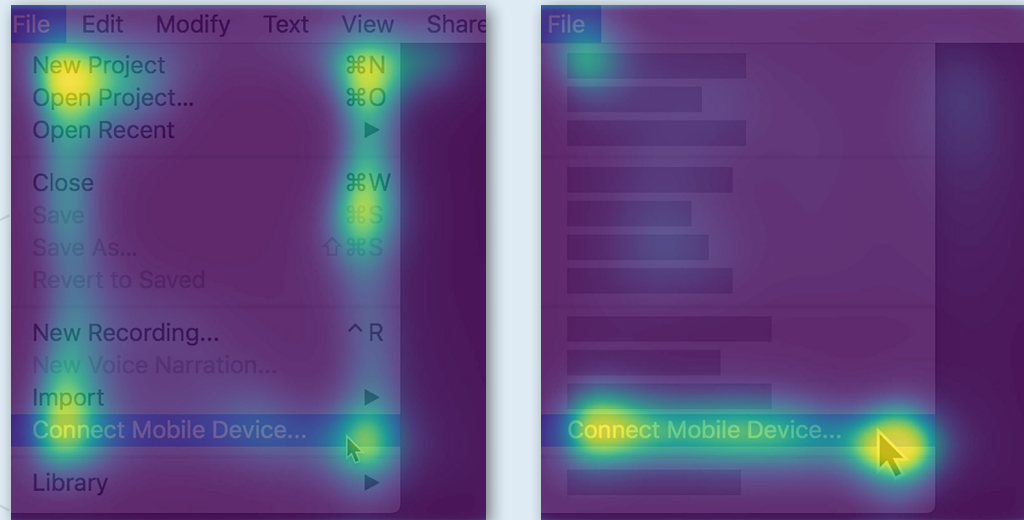 File Edit Modify Text View Share
New Project ⌘N
Open Project... ⌘O
Open Recent ▶
Close ⌘W
Save ⌘S
Save As... ⇧⌘S
Revert to Saved
New Recording... ^R
New Voice Narration...
Import ▶
Connect Mobile Device...
Library ▶
File
Connect Mobile Device...